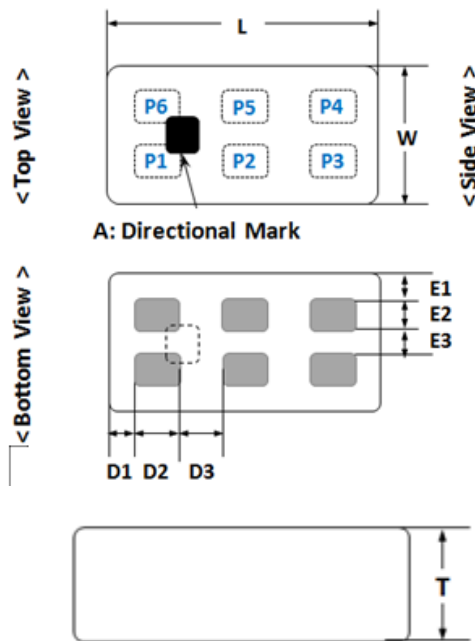 L
< Top View >
P6 P5 P4
P1 P2 P3
W
< Side View >
A: Directional Mark
< Bottom View >
E1
E2
E3
D1 D2 D3
T